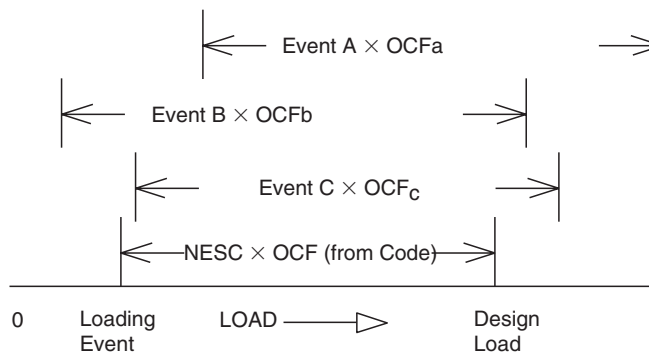 Event A × OCFa
Event B × OCFb
Event C × OCFc
NESC × OCF (from Code)
0 Loading Event LOAD Design Load